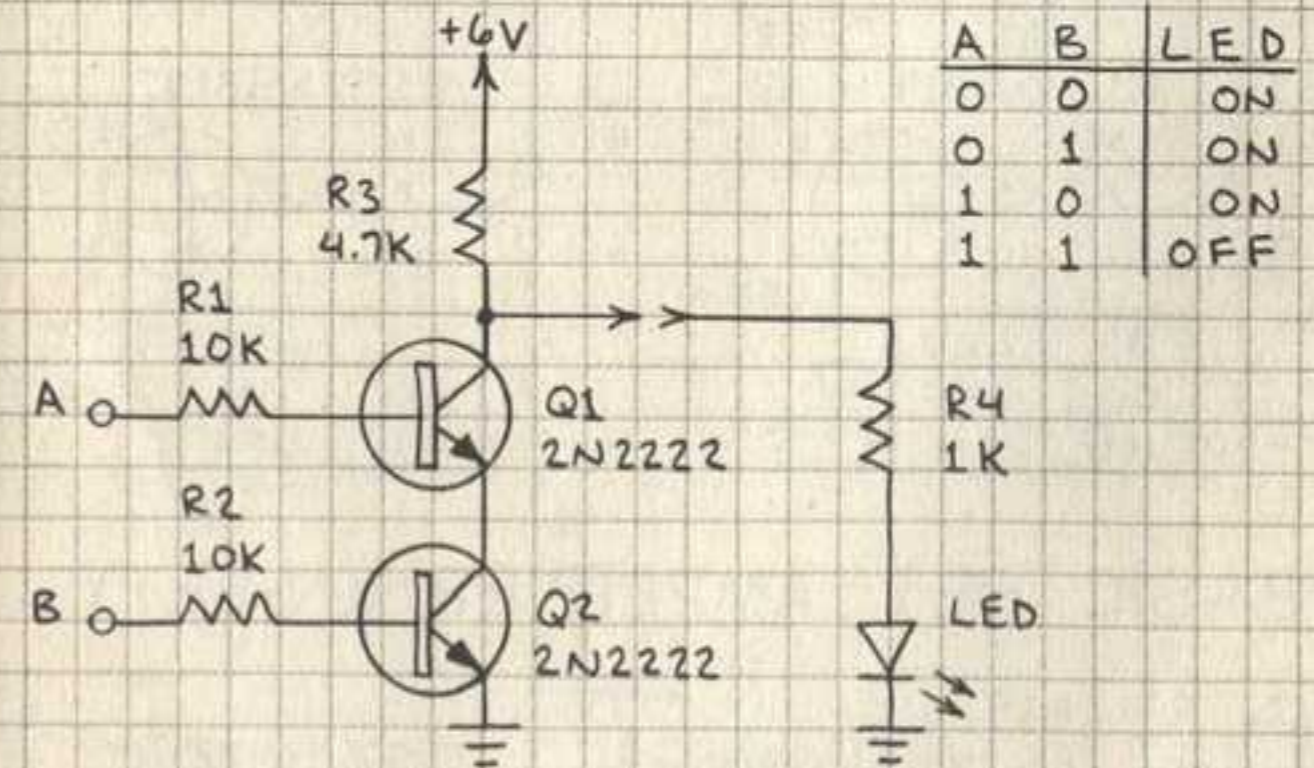 +6V
A B LED
0 0 ON
0 1 ON
1 0 ON
1 1 OFF
R3
4.7K
R1
10K
A
Q1
2N2222
R4
1K
R2
10K
B
Q2
2N2222
LED